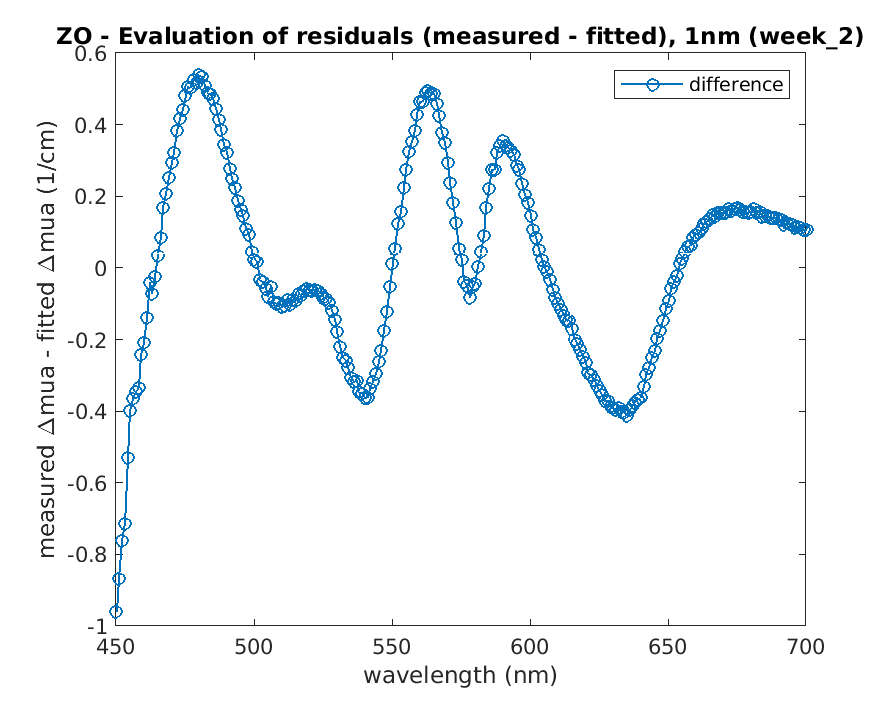 ZO - Evaluation of residuals (measured - fitted), 1nm (week_2)
difference
measured Δmua - fitted Δmua (1/cm)
0.6
0.4
0.2
0
-0.2
-0.4
-0.6
-0.8
-1
450 500 550 600 650 700
wavelength (nm)